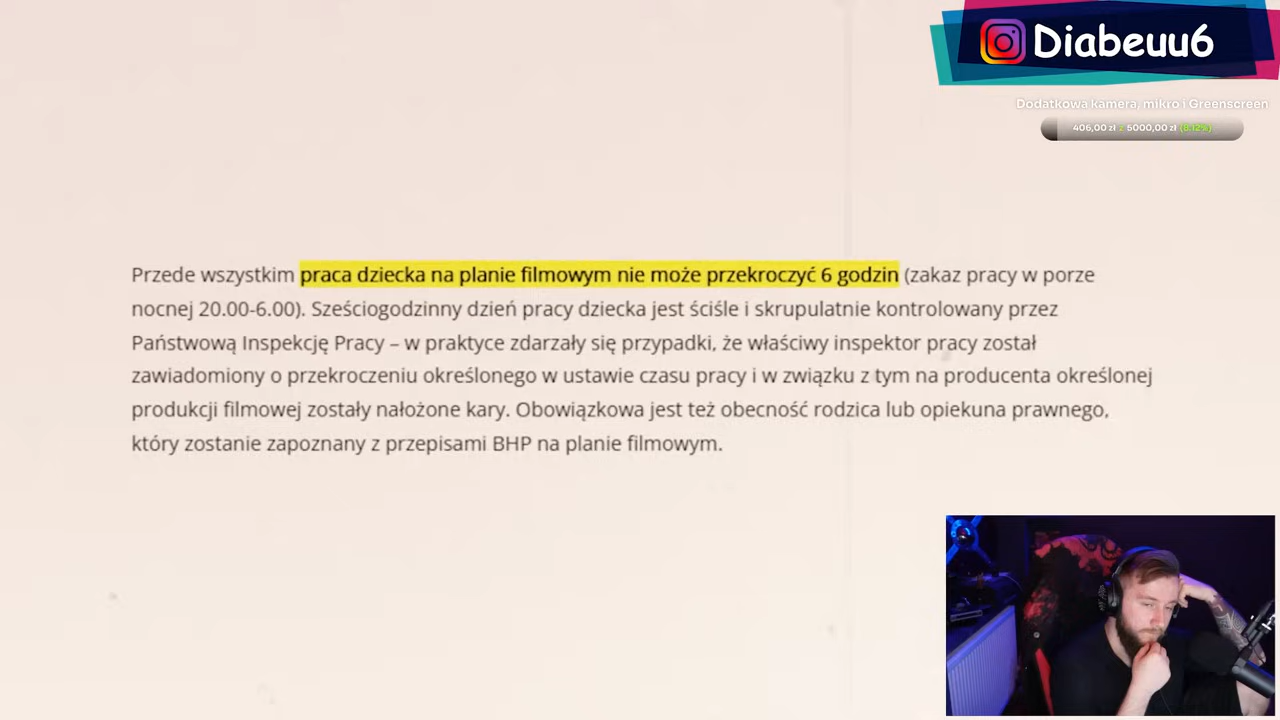 Diabeuu6
Dodatkowa kamera, mikro i Greenscreen
406,00 zł z 5000,00 zł (8.12%)
Przede wszystkim praca dziecka na planie filmowym nie może przekroczyć 6 godzin (zakaz pracy w porze
nocnej 20.00-6.00). Sześciogodzinny dzień pracy dziecka jest ściśle i skrupulatnie kontrolowany przez
Państwową Inspekcję Pracy – w praktyce zdarzały się przypadki, że właściwy inspektor pracy został
zawiadomiony o przekroczeniu określonego w ustawie czasu pracy i w związku z tym na producenta określonej
produkcji filmowej zostały nałożone kary. Obowiązkowa jest też obecność rodzica lub opiekuna prawnego,
który zostanie zapoznany z przepisami BHP na planie filmowym.